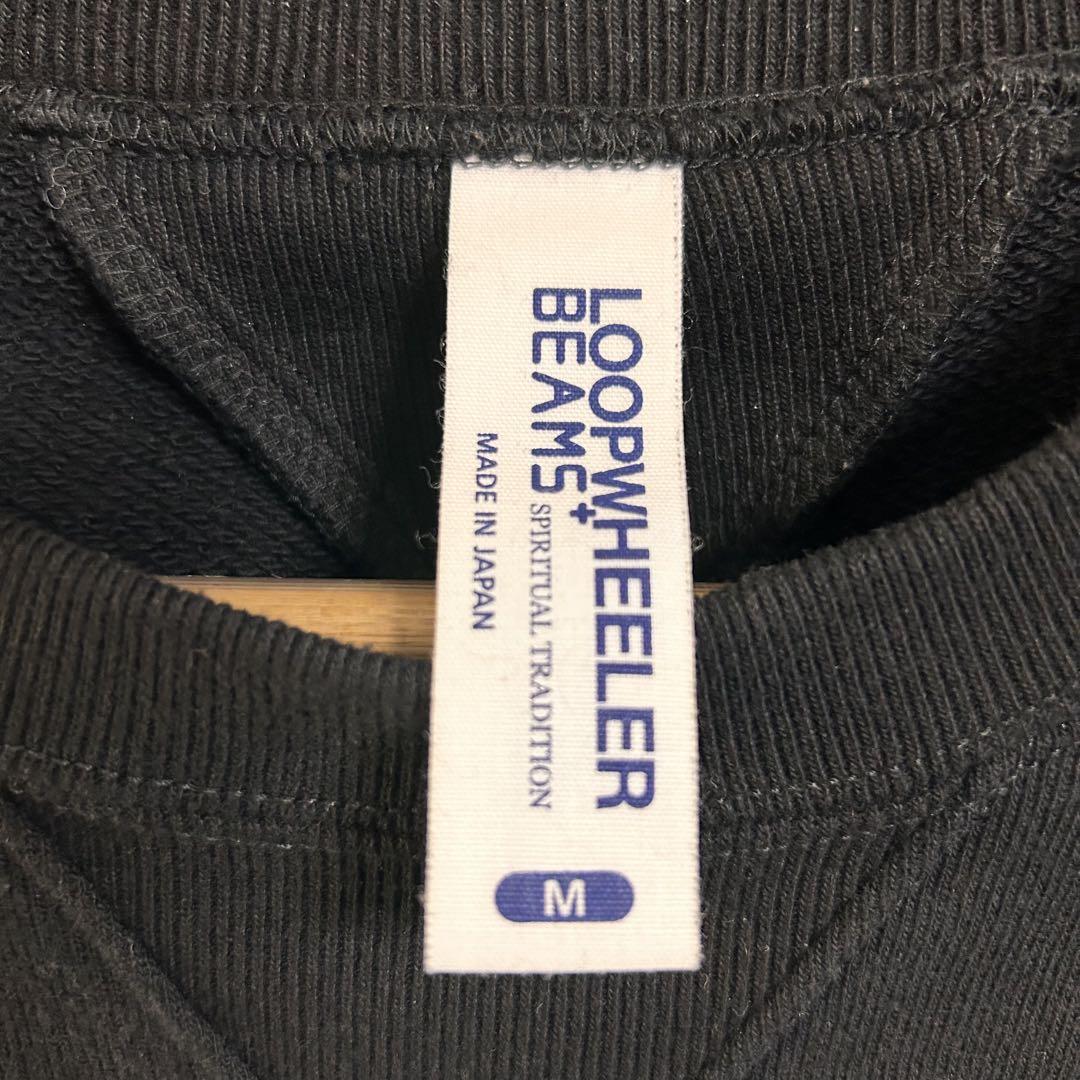 LOOPWHEELER
+
BEAMS
SPIRITUAL TRADITION
MADE IN JAPAN
M